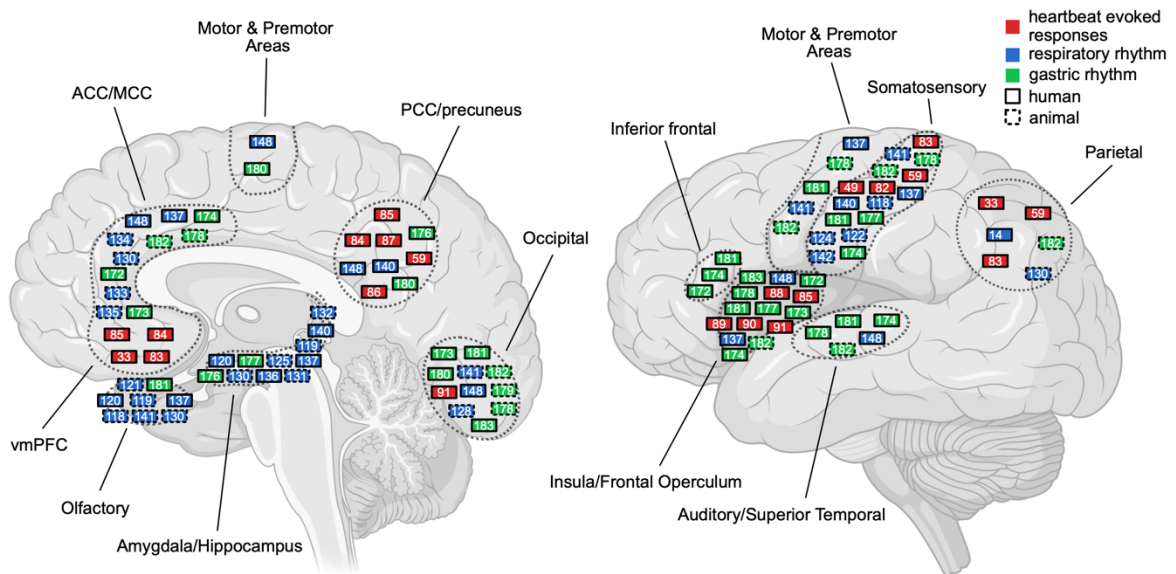 Motor & Premotor
Areas
ACC/MCC
PCC/precuneus
Occipital
vmPFC
Olfactory
Amygdala/Hippocampus
148
180
148 137 174
134 182 178
130
172
133
135 173
85 84
33 83
121 181
120 119 137
118 141 130
132
140
119
120 177 125 137
176 130 136 131
85
84 87 176
59
148 140
86 180
173 181
180 141 182
91 148 179
128 178
183
Motor & Premotor
Areas
Somatosensory
Inferior frontal
Parietal
Insula/Frontal Operculum
Auditory/Superior Temporal
137 83
178 141 178
182 59
181 49 82 137
141 140 118
182 181 177
124 122
142 174
181
174
172
183 148 172
178 88 85
181 177 173
89 90 91
137 182
174
181 174
178 148
182
33 59
14 182
83 130
heartbeat evoked
responses
respiratory rhythm
gastric rhythm
human
animal